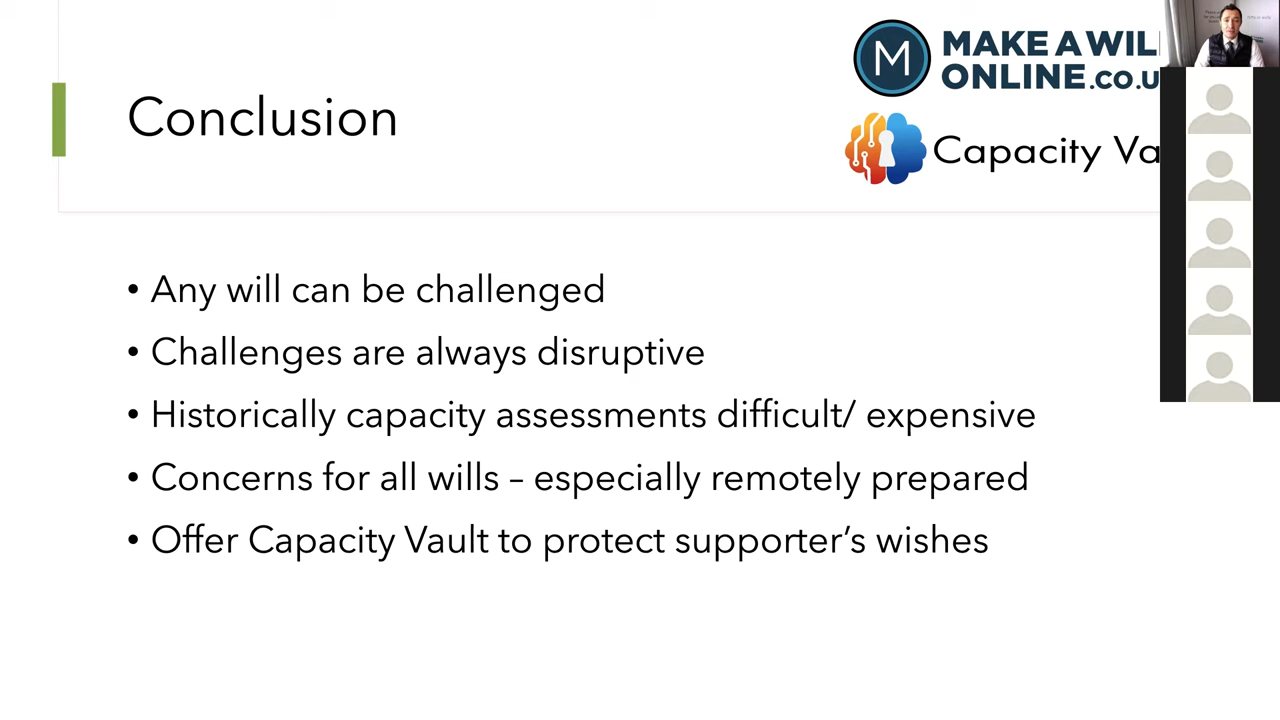 Conclusion
M
MAKE A WIL
ONLINE.co.u
Capacity Va
• Any will can be challenged
• Challenges are always disruptive
• Historically capacity assessments difficult/ expensive
• Concerns for all wills – especially remotely prepared
• Offer Capacity Vault to protect supporter’s wishes